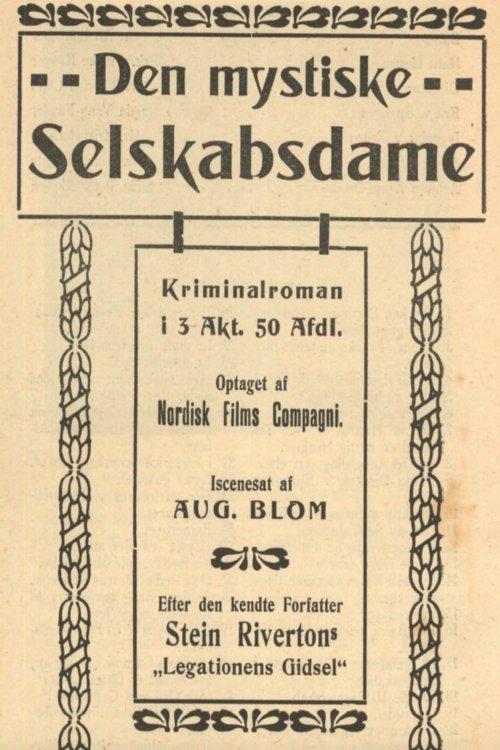 Den mystiske
Selskabsdame
Kriminalroman
i 3 Akt. 50 Afdl.
Optaget af
Nordisk Films Compagni.
Iscenesat af
AUG. BLOM
Efter den kendte Forfatter
Stein Rivertons
„Legationens Gidsel“